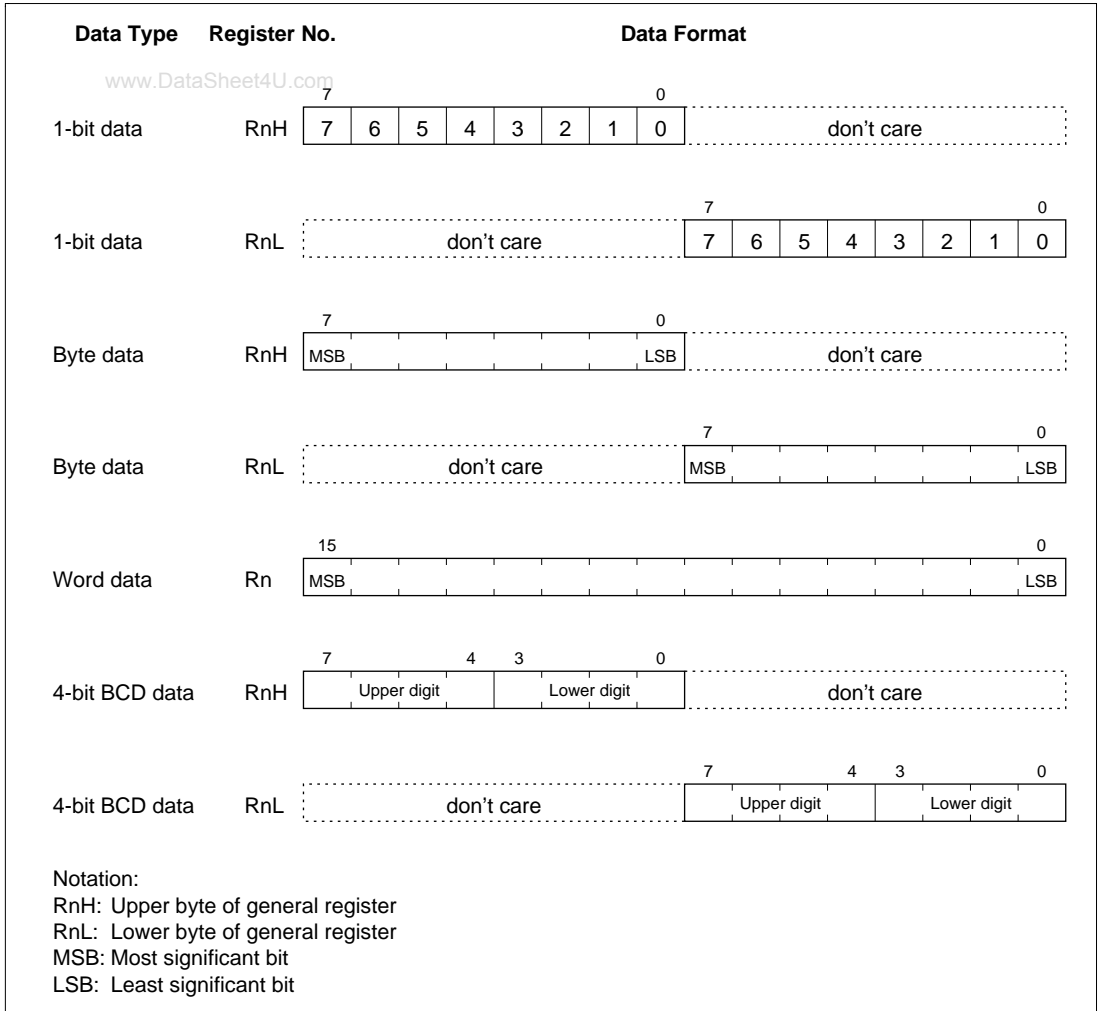 Data Type Register No. Data Format
www.DataSheet4U.com
7 0
1-bit data RnH 7 6 5 4 3 2 1 0 don't care
7 0
1-bit data RnL don't care 7 6 5 4 3 2 1 0
7 0
Byte data RnH MSB LSB don't care
7 0
Byte data RnL don't care MSB LSB
15 0
Word data Rn MSB LSB
7 4 3 0
4-bit BCD data RnH Upper digit Lower digit don't care
7 4 3 0
4-bit BCD data RnL don't care Upper digit Lower digit
Notation:
RnH: Upper byte of general register
RnL: Lower byte of general register
MSB: Most significant bit
LSB: Least significant bit